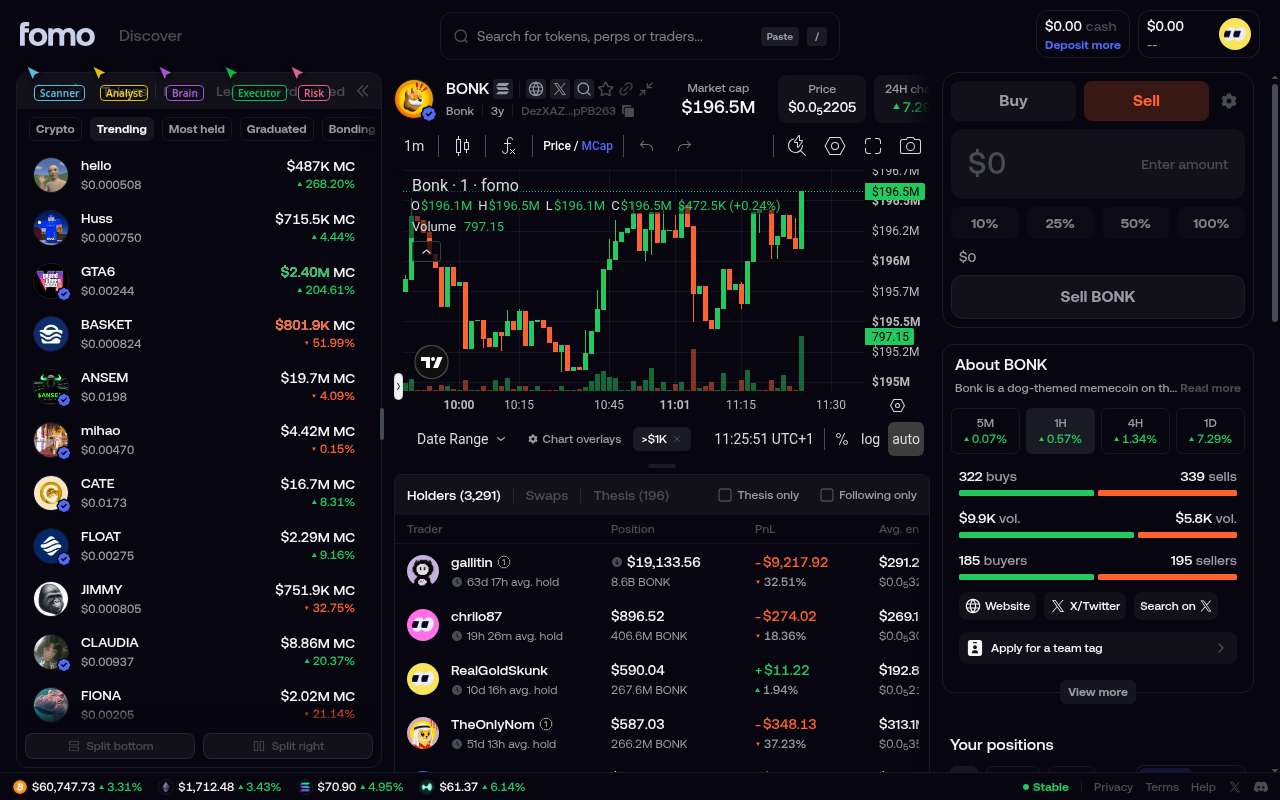 fomo
Discover
Search for tokens, perps or traders...
Paste
/
$0.00 cash
Deposit more
$0.00
--
Scanner
Analyst
Brain
Executor
Risk
Crypto
Trending
Most held
Graduated
Bonding
hello
$487K MC
$0.000508
268.20%
Huss
$715.5K MC
$0.000750
4.44%
GTA6
$2.40M MC
$0.00244
204.61%
BASKET
$801.9K MC
$0.000824
51.99%
ANSEM
$19.7M MC
$0.0198
4.09%
mihao
$4.42M MC
$0.00470
0.15%
CATE
$16.7M MC
$0.0173
8.31%
FLOAT
$2.29M MC
$0.00275
9.16%
JIMMY
$751.9K MC
$0.000805
32.75%
CLAUDIA
$8.86M MC
$0.00937
20.37%
FIONA
$2.02M MC
$0.00205
21.14%
Split bottom
Split right
BONK
Bonk
3y
DezXAZ...pPB263
Market cap
$196.5M
Price
$0.0₅2205
24H
7.29
1m
Price / MCap
Bonk · 1 · fomo
O$196.1M H$196.5M L$196.1M C$196.5M $472.5K (+0.24%)
Volume 797.15
$196.7M
$196.5M
$196.5M
$196.2M
$196M
$195.7M
$195.5M
797.15
$195.2M
$195M
10:00
10:15
10:45
11:01
11:15
11:30
Date Range
Chart overlays
>$1K ×
11:25:51 UTC+1
%
log
auto
Holders (3,291)
Swaps
Thesis (196)
Thesis only
Following only
Trader
Position
PnL
Avg. en
gallitin 1
$19,133.56
-$9,217.92
$291.2
63d 17h avg. hold
8.6B BONK
32.51%
$0.0₅32
chrilo87
$896.52
-$274.02
$269.1
19h 26m avg. hold
406.6M BONK
18.36%
$0.0₅30
RealGoldSkunk
$590.04
+$11.22
$192.8
10d 16h avg. hold
267.6M BONK
1.94%
$0.0₅21
TheOnlyNom 1
$587.03
-$348.13
$313.1
51d 13h avg. hold
266.2M BONK
37.23%
$0.0₅35
Buy
Sell
$0
Enter amount
10%
25%
50%
100%
$0
Sell BONK
About BONK
Bonk is a dog-themed memecoin on th... Read more
5M
0.07%
1H
0.57%
4H
1.34%
1D
7.29%
322 buys
339 sells
$9.9K vol.
$5.8K vol.
185 buyers
195 sellers
Website
X/Twitter
Search on X
Apply for a team tag
View more
Your positions
$60,747.73 3.31%
$1,712.48 3.43%
$70.90 4.95%
$61.37 6.14%
Stable
Privacy
Terms
Help